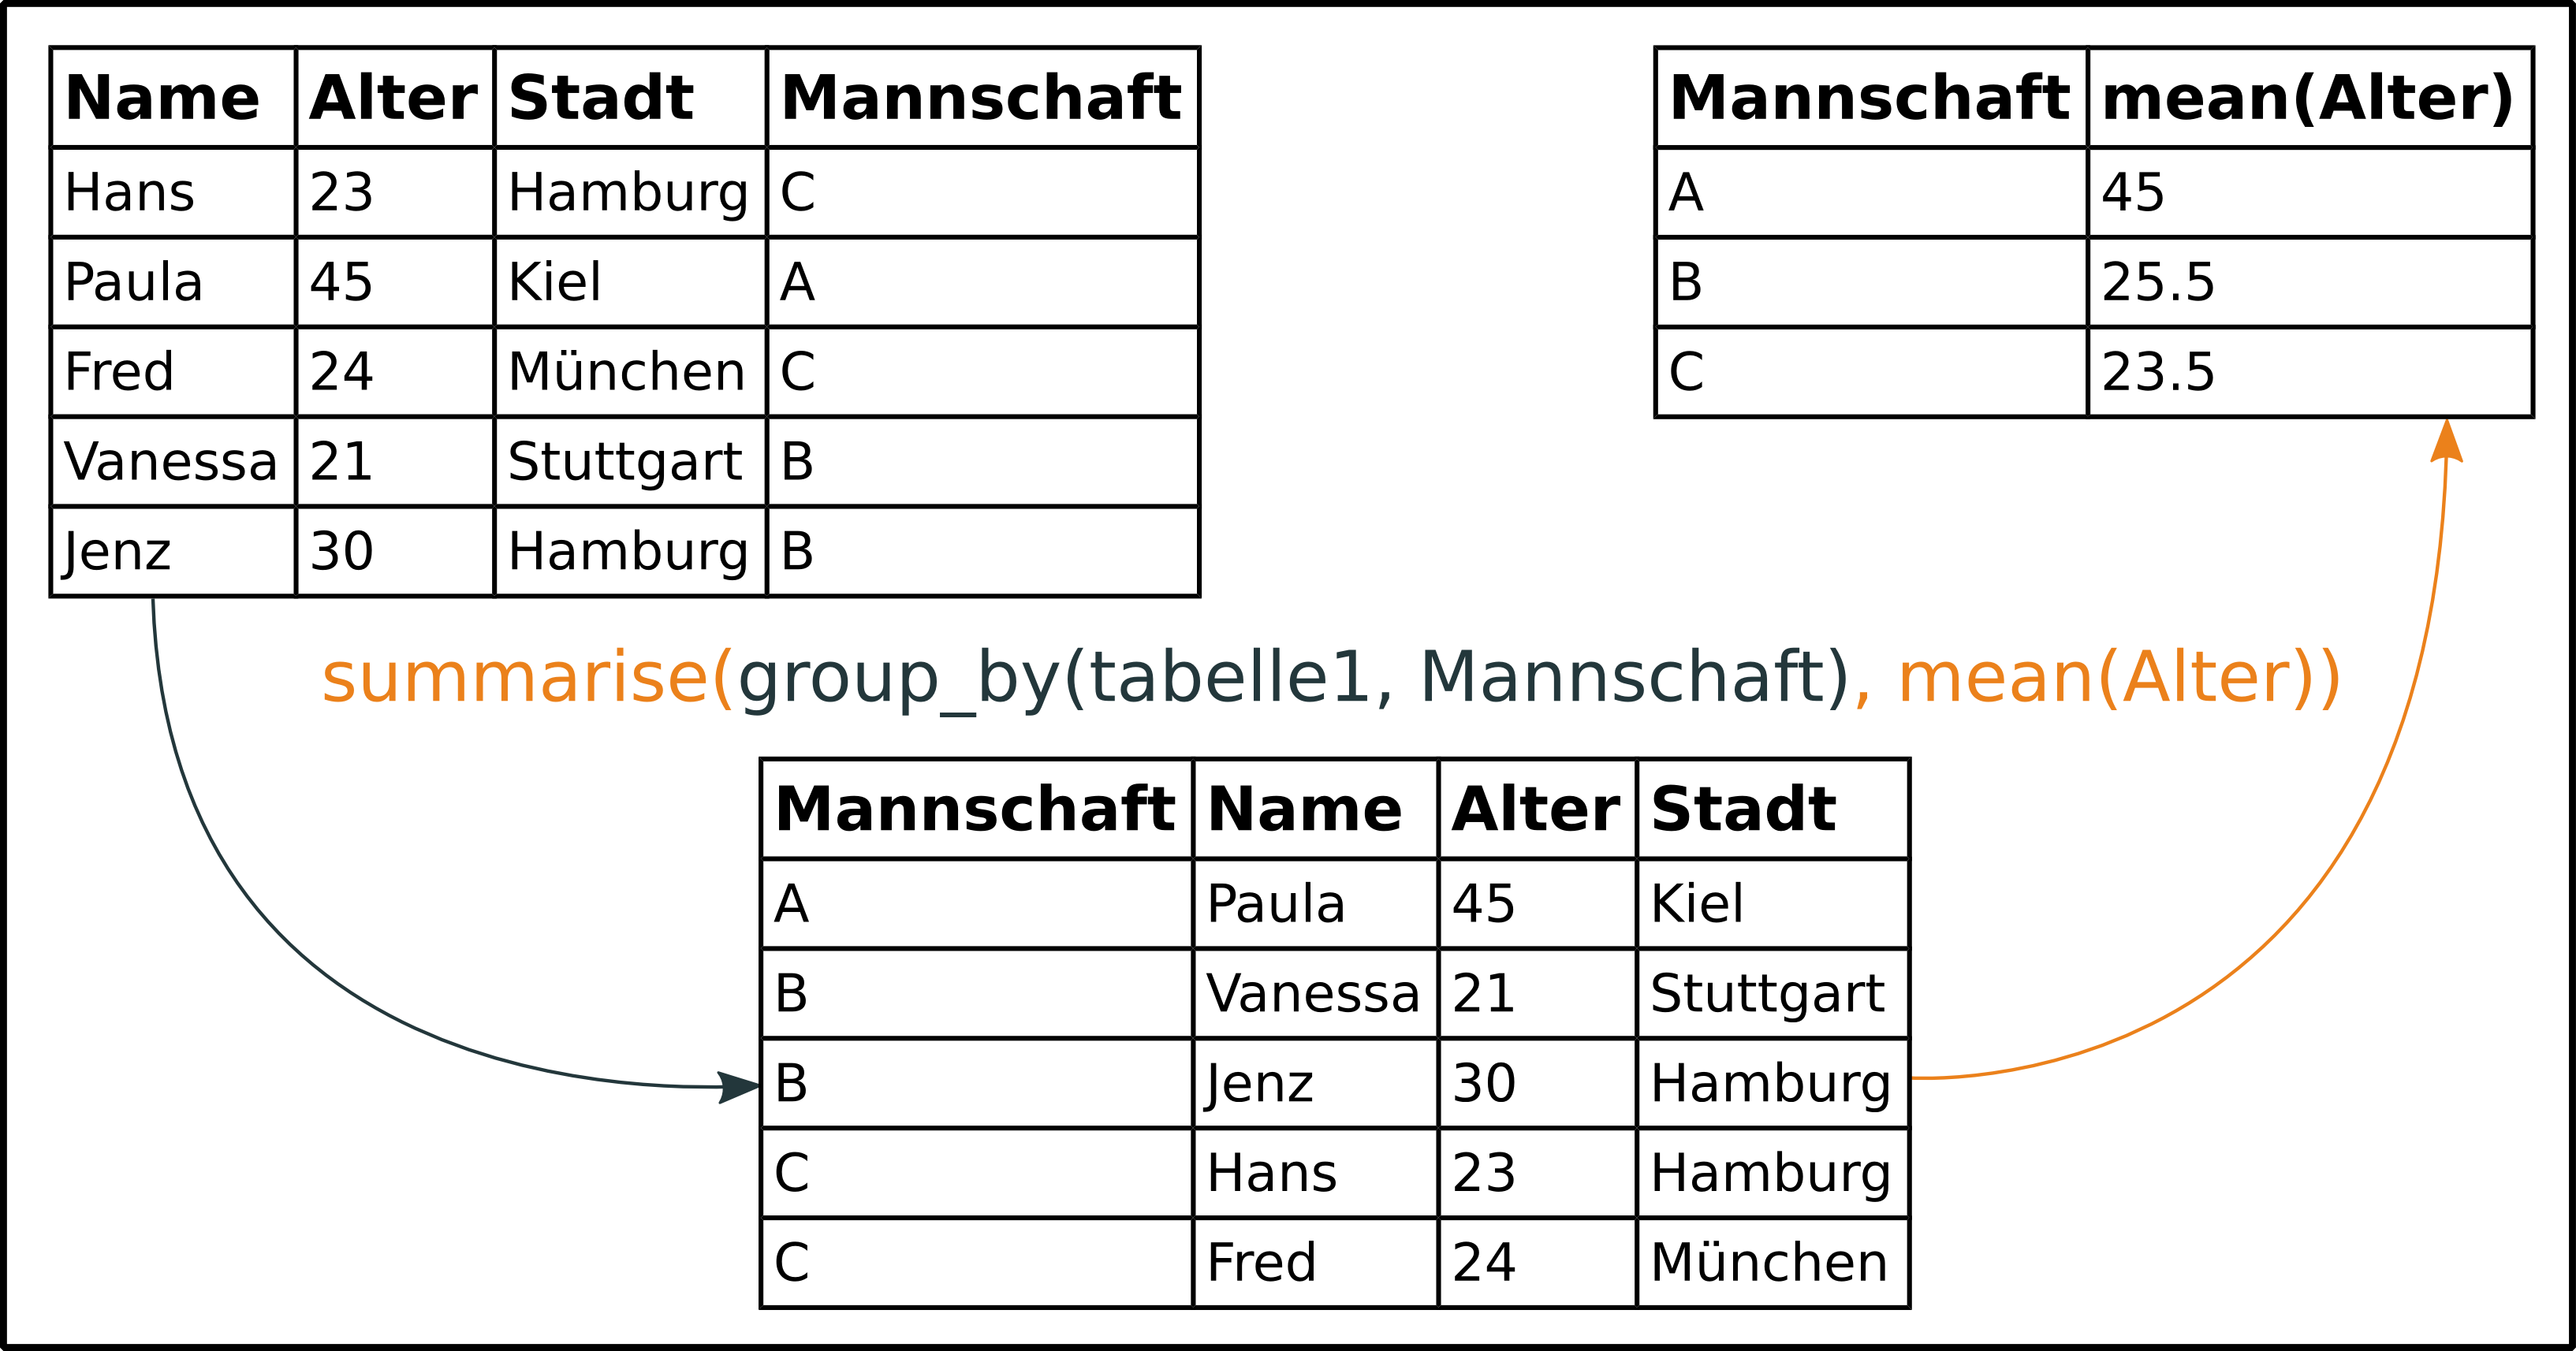 Name Alter Stadt Mannschaft
Hans 23 Hamburg C
Paula 45 Kiel A
Fred 24 München C
Vanessa 21 Stuttgart B
Jenz 30 Hamburg B
Mannschaft mean(Alter)
A 45
B 25.5
C 23.5
summarise(group_by(tabelle1, Mannschaft), mean(Alter))
Mannschaft Name Alter Stadt
A Paula 45 Kiel
B Vanessa 21 Stuttgart
B Jenz 30 Hamburg
C Hans 23 Hamburg
C Fred 24 München